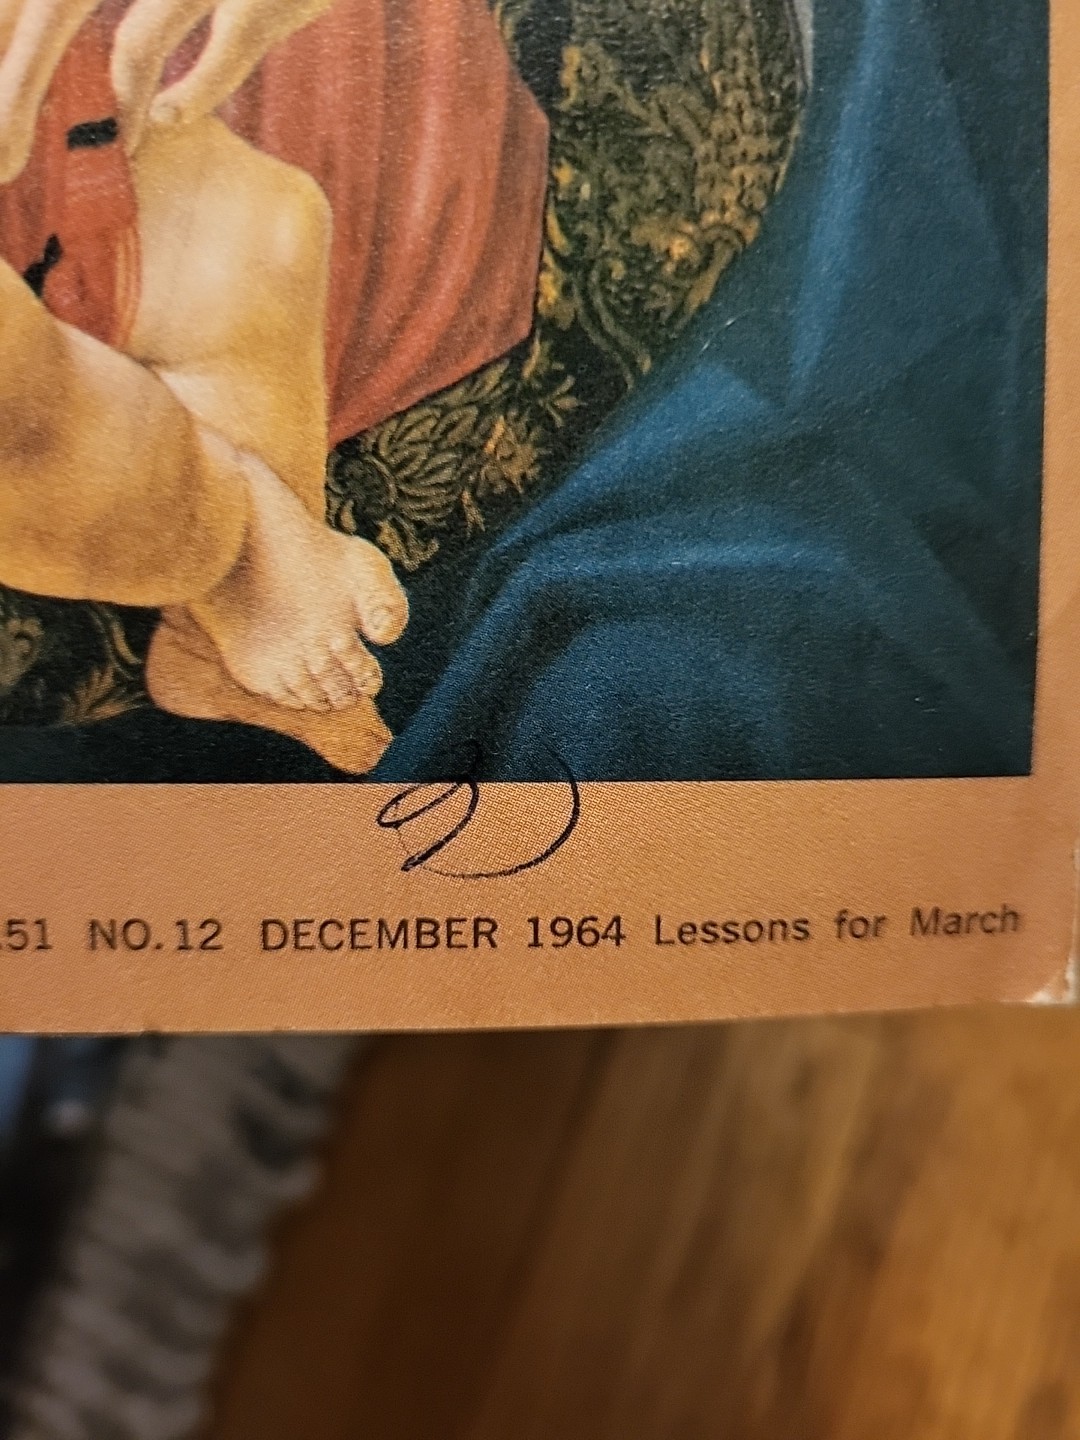 .51 NO. 12 DECEMBER 1964 Lessons for March